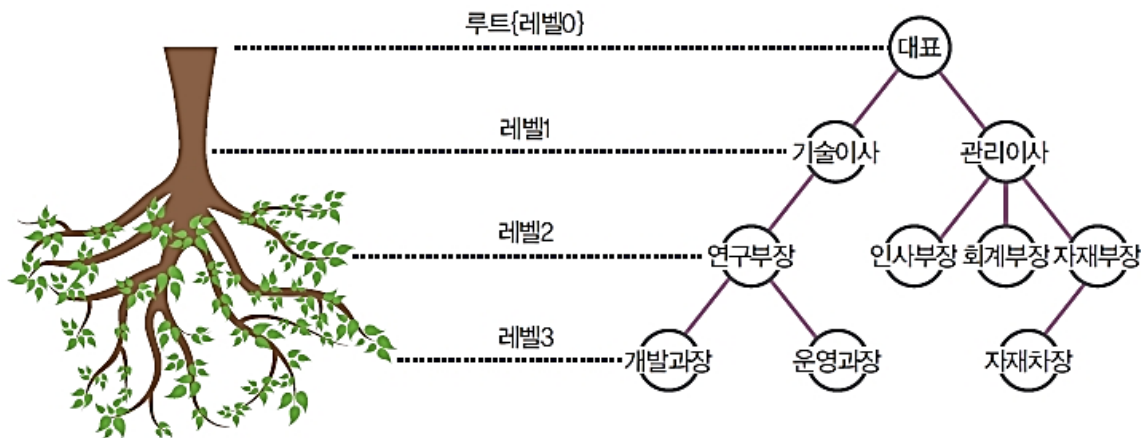 루트{레벨0}
대표
레벨1
기술이사
관리이사
레벨2
연구부장
인사부장
회계부장
자재부장
레벨3
개발과장
운영과장
자재차장